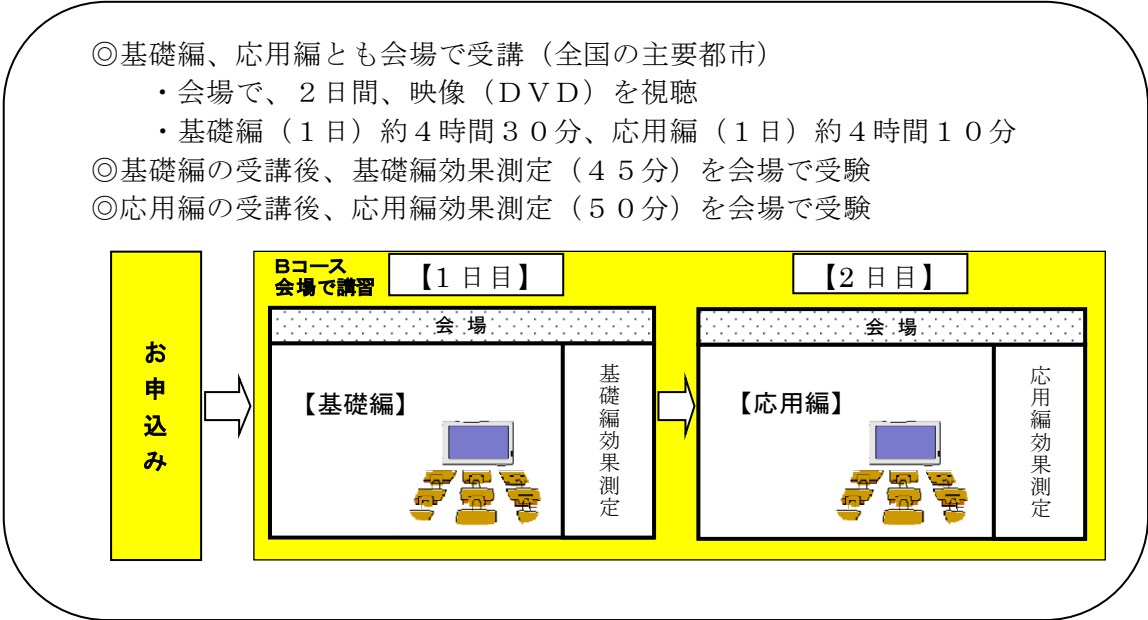 ◎基礎編、応用編とも会場で受講（全国の主要都市）
・会場で、２日間、映像（ＤＶＤ）を視聴
・基礎編（１日）約４時間３０分、応用編（１日）約４時間１０分
◎基礎編の受講後、基礎編効果測定（４５分）を会場で受験
◎応用編の受講後、応用編効果測定（５０分）を会場で受験
お申込み
Bコース
会場で講習
【１日目】
会 場
【基礎編】
基礎編効果測定
【２日目】
会 場
【応用編】
応用編効果測定